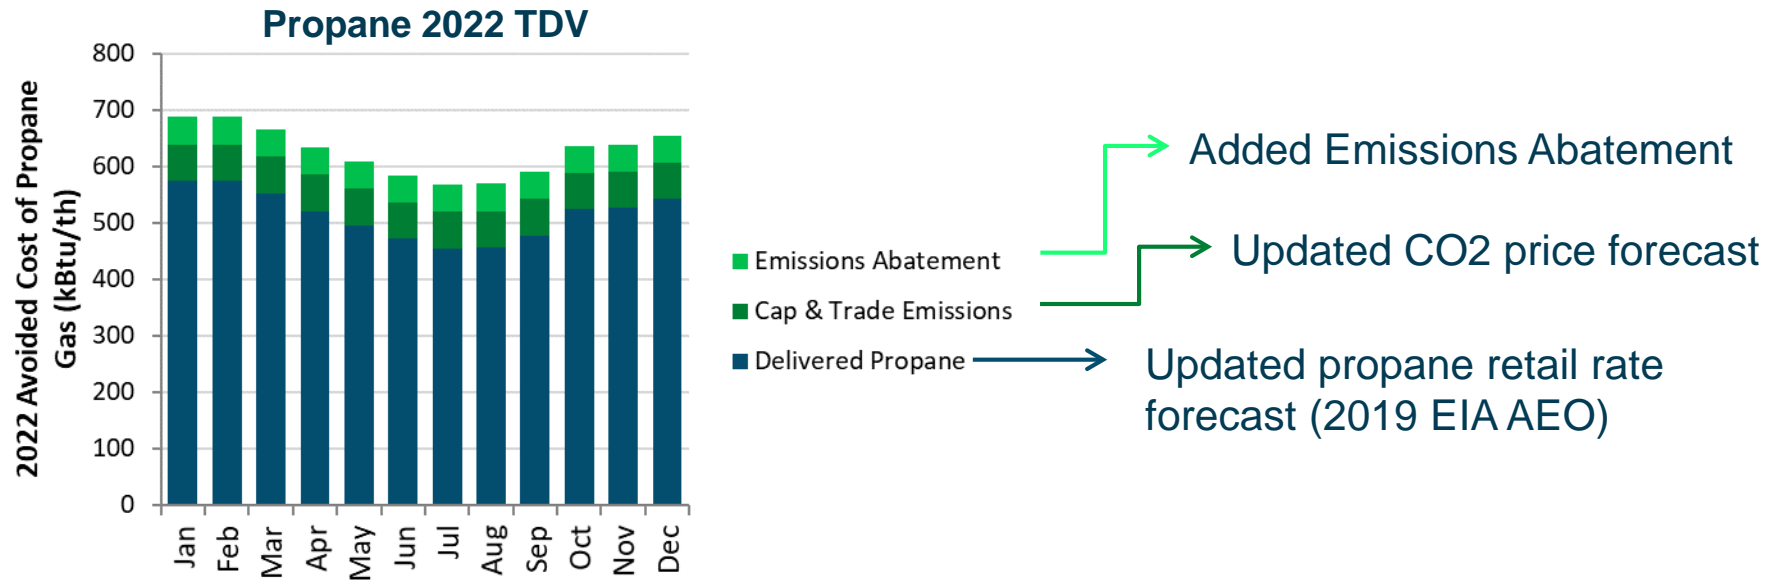 Propane 2022 TDV
2022 Avoided Cost of Propane
Gas (kBtu/th)
800
700
600
500
400
300
200
100
0
Jan
Feb
Mar
Apr
May
Jun
Jul
Aug
Sep
Oct
Nov
Dec
Emissions Abatement
Cap & Trade Emissions
Delivered Propane
Added Emissions Abatement
Updated CO2 price forecast
Updated propane retail rate
forecast (2019 EIA AEO)